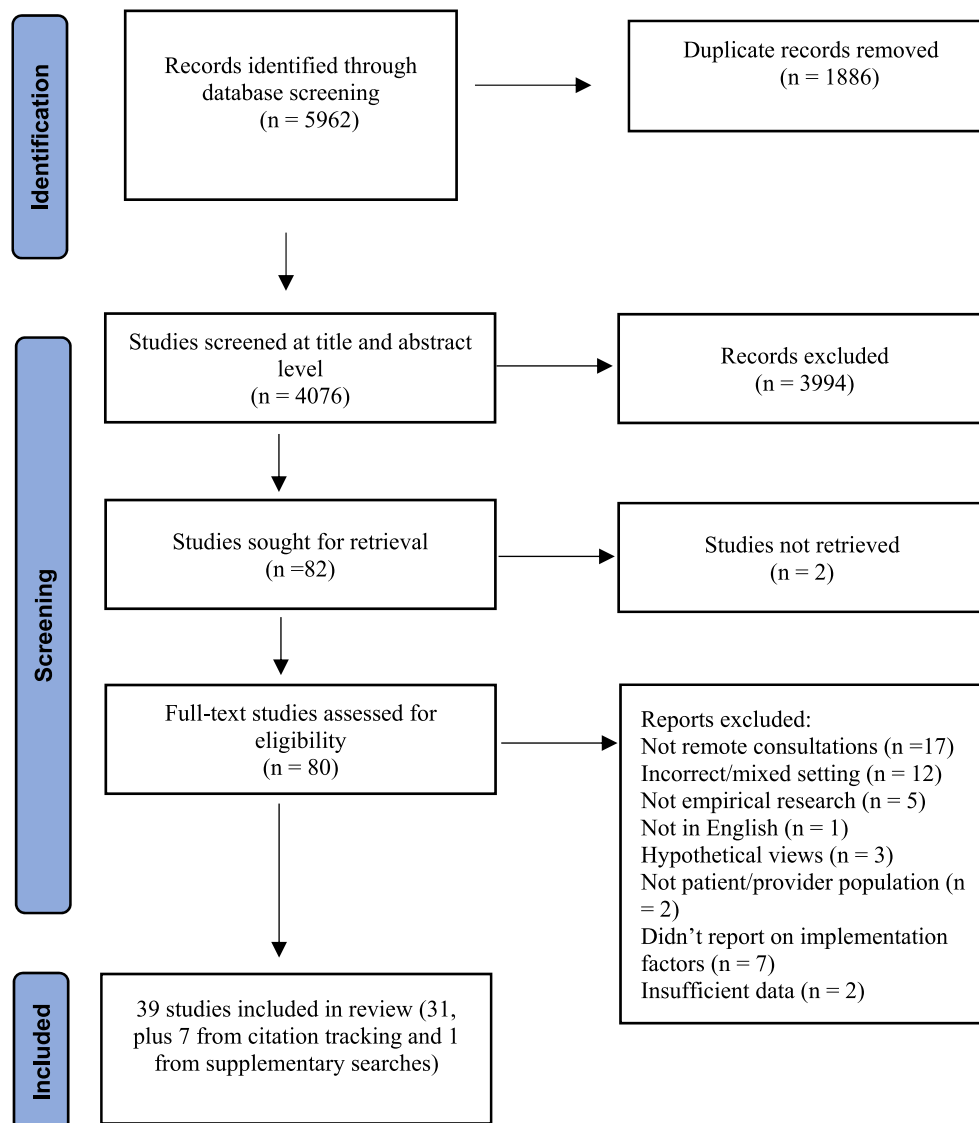 Identification
Records identified through
database screening
(n = 5962)
Duplicate records removed
(n = 1886)
Screening
Studies screened at title and abstract
level
(n = 4076)
Records excluded
(n = 3994)
Studies sought for retrieval
(n =82)
Studies not retrieved
(n = 2)
Full-text studies assessed for
eligibility
(n = 80)
Reports excluded:
Not remote consultations (n =17)
Incorrect/mixed setting (n = 12)
Not empirical research (n = 5)
Not in English (n = 1)
Hypothetical views (n = 3)
Not patient/provider population (n
= 2)
Didn’t report on implementation
factors (n = 7)
Insufficient data (n = 2)
Included
39 studies included in review (31,
plus 7 from citation tracking and 1
from supplementary searches)